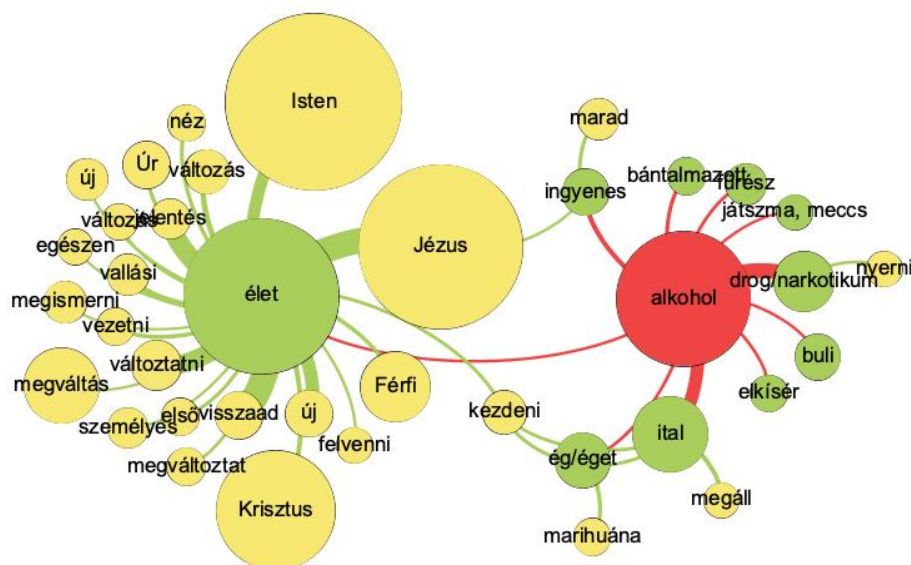 Isten
néz
marad
Úr
változás
új
bántalmazott
fűrész
ingyenes
jelentés
változás
játszma, meccs
egészen
Jézus
vallási
nyerni
drog/narkotikum
élet
alkohol
megismerni
vezetni
buli
változtatni
megváltás
Férfi
elkísér
kezdeni
személyes
első
visszaad
új
ital
felvenni
ég/éget
megváltoztat
megáll
Krisztus
marihuána